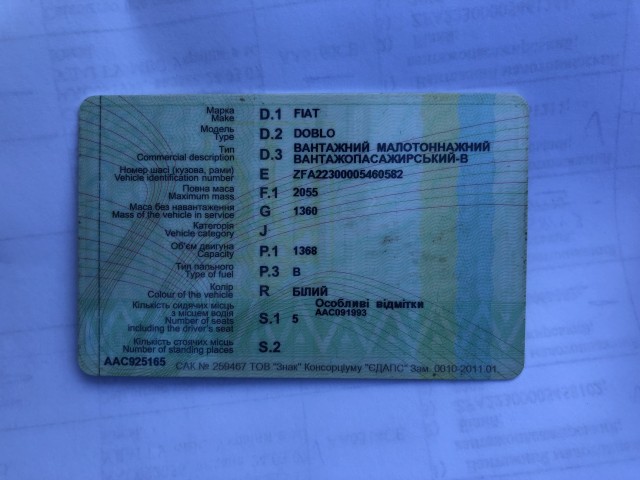 Марка
Make D.1 FIAT
Модель
Type D.2 DOBLO
Тип
Commercial description D.3 ВАНТАЖНИЙ МАЛОТОННАЖНИЙ
ВАНТАЖОПАСАЖИРСЬКИЙ-В
Номер шасі (кузова, рами)
Vehicle identification number E ZFA22300005460582
Повна маса
Maximum mass F.1 2055
Маса без навантаження
Mass of the vehicle in service G 1360
Категорія
Vehicle category J
Об'єм двигуна
Capacity P.1 1368
Тип пального
Type of fuel P.3 B
Колір
Colour of the vehicle R БІЛИЙ
Особливі відмітки
AAC091993
Кількість сидячих місць
з місцем водія
Number of seats
including the driver's seat S.1 5
Кількість стоячих місць
Number of standing places S.2
AAC925165
САК № 259467 ТОВ "Знак" Консорціуму "ЄДАПС" Зам. 0010-2011.01